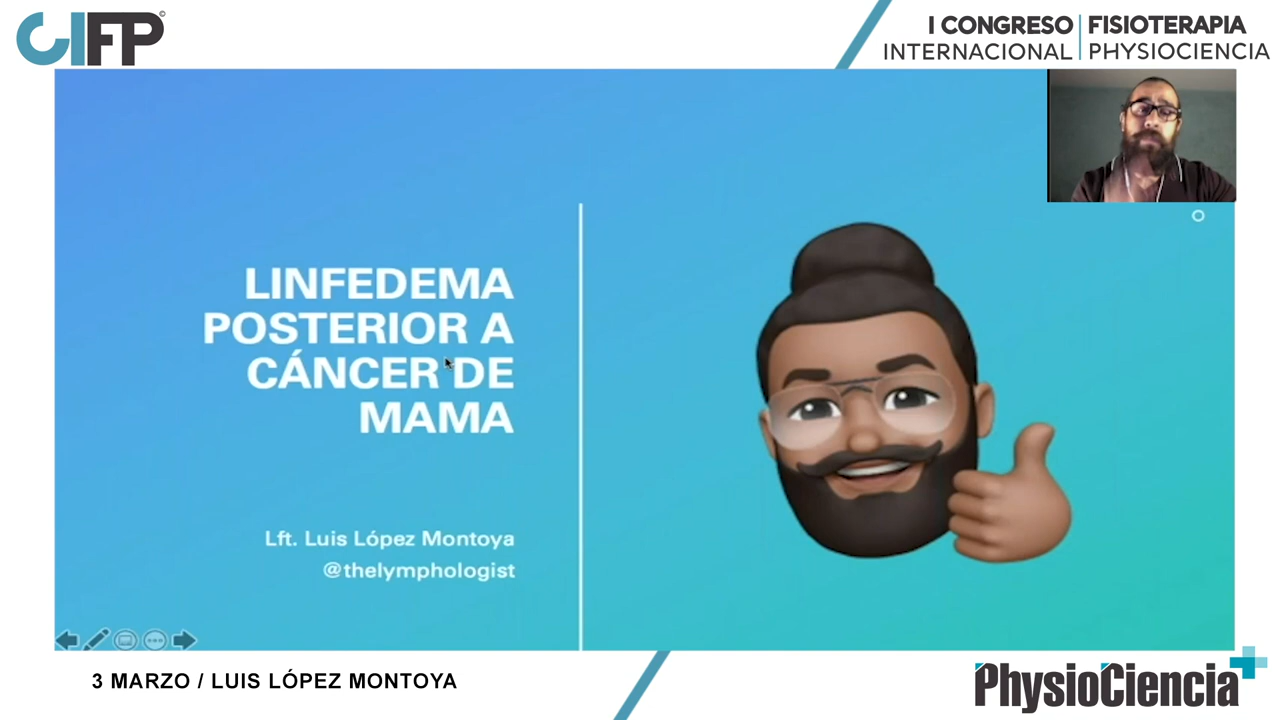 CIFP
©
I CONGRESO
INTERNACIONAL
FISIOTERAPIA
PHYSIOCIENCIA
LINFEDEMA
POSTERIOR A
CÁNCER DE
MAMA
Lft. Luis López Montoya
@thelymphologist
3 MARZO / LUIS LÓPEZ MONTOYA
PhysioCiencia